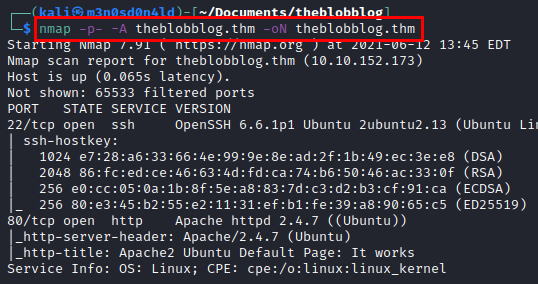 ┌──(kali㉿m3n0sd0n4ld)-[~/Documents/theblobblog]
└─$ nmap -p- -A theblobblog.thm -oN theblobblog.thm
Starting Nmap 7.91 ( https://nmap.org ) at 2021-06-12 13:45 EDT
Nmap scan report for theblobblog.thm (10.10.152.173)
Host is up (0.065s latency).
Not shown: 65533 filtered ports
PORT   STATE SERVICE VERSION
22/tcp open  ssh     OpenSSH 6.6.1p1 Ubuntu 2ubuntu2.13 (Ubuntu Lin
| ssh-hostkey:
|   1024 e7:28:a6:33:66:4e:99:9e:8e:ad:2f:1b:49:ec:3e:e8 (DSA)
|   2048 86:fc:ed:ce:46:63:4d:fd:ca:74:b6:50:46:ac:33:0f (RSA)
|   256 e0:cc:05:0a:1b:8f:5e:a8:83:7d:c3:d2:b3:cf:91:ca (ECDSA)
|_  256 80:e3:45:b2:55:e2:11:31:ef:b1:fe:39:a8:90:65:c5 (ED25519)
80/tcp open  http    Apache httpd 2.4.7 ((Ubuntu))
|_http-server-header: Apache/2.4.7 (Ubuntu)
|_http-title: Apache2 Ubuntu Default Page: It works
Service Info: OS: Linux; CPE: cpe:/o:linux:linux_kernel